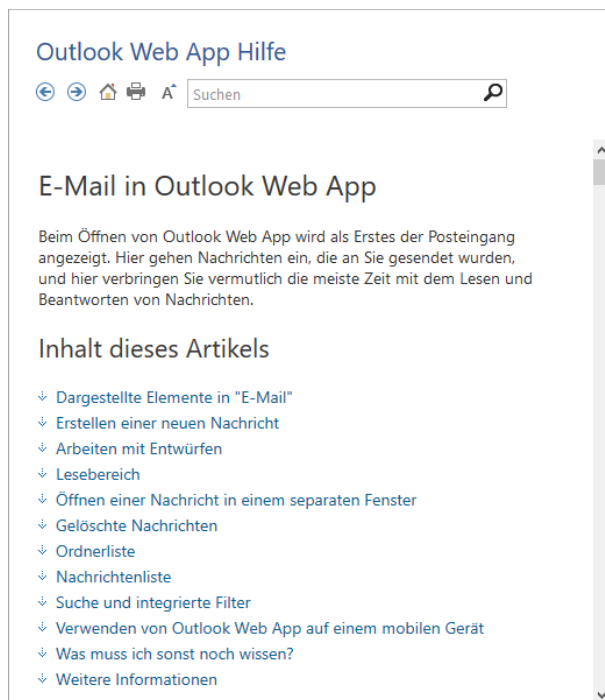 Outlook Web App Hilfe
A
Suchen
E-Mail in Outlook Web App
Beim Öffnen von Outlook Web App wird als Erstes der Posteingang
angezeigt. Hier gehen Nachrichten ein, die an Sie gesendet wurden,
und hier verbringen Sie vermutlich die meiste Zeit mit dem Lesen und
Beantworten von Nachrichten.
Inhalt dieses Artikels
Dargestellte Elemente in "E-Mail"
Erstellen einer neuen Nachricht
Arbeiten mit Entwürfen
Lesebereich
Öffnen einer Nachricht in einem separaten Fenster
Gelöschte Nachrichten
Ordnerliste
Nachrichtenliste
Suche und integrierte Filter
Verwenden von Outlook Web App auf einem mobilen Gerät
Was muss ich sonst noch wissen?
Weitere Informationen